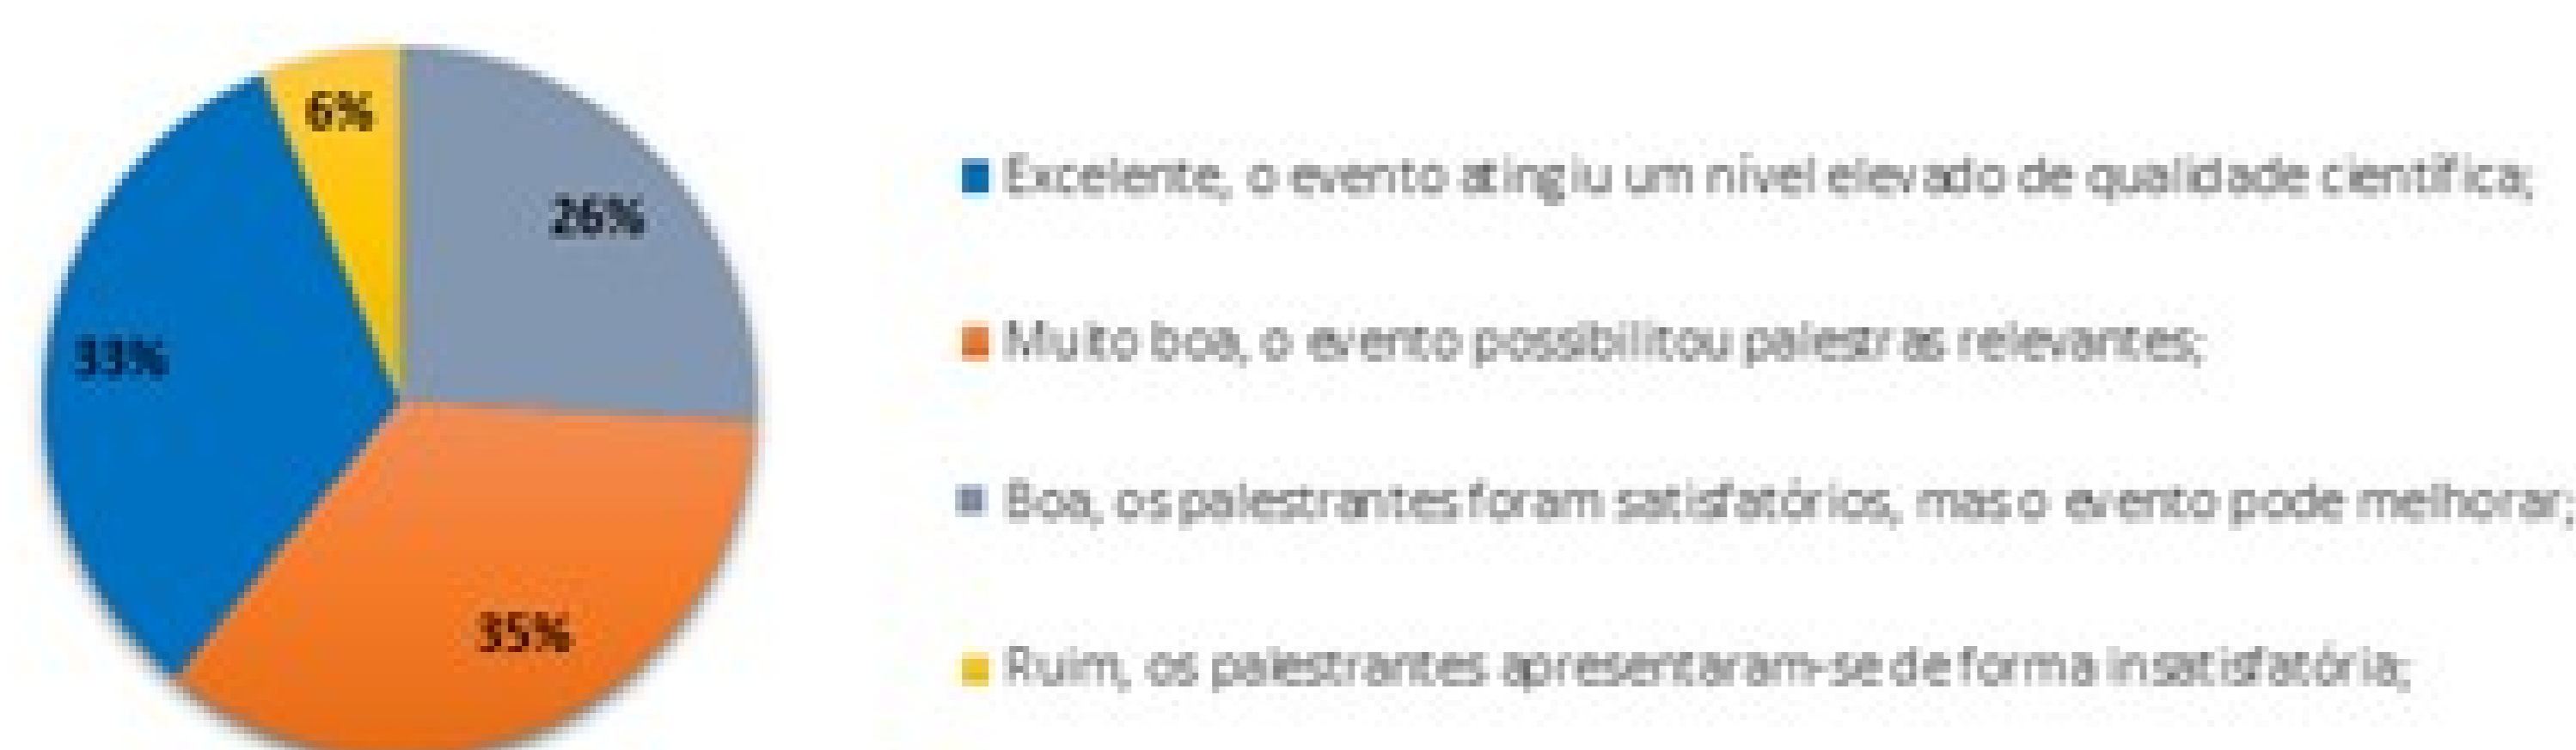 6%
26%
33%
35%
Excelente, o evento atingiu um nível elevado de qualidade científica;
Muito boa, o evento possibilitou palestras relevantes;
Boa, os palestrantes foram satisfatórios, mas o evento pode melhorar;
Ruim, os palestrantes apresentaram-se de forma insatisfatória;